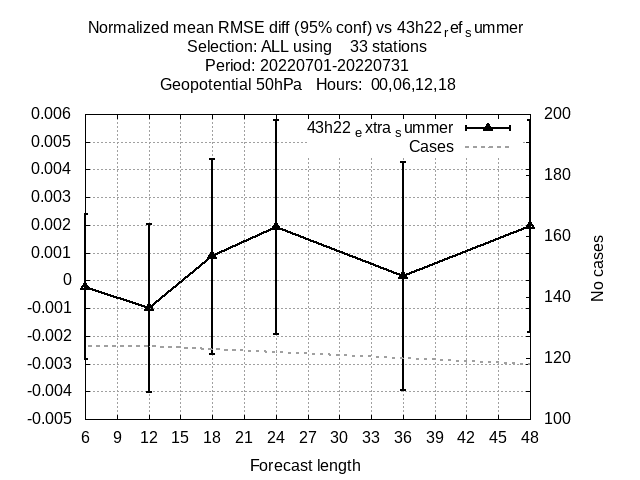 Normalized mean RMSE diff (95% conf) vs 43h22refsummer
Selection: ALL using 33 stations
Period: 20220701-20220731
Geopotential 50hPa Hours: 00,06,12,18
43h22extrasummer
Cases
0.006
0.005
0.004
0.003
0.002
0.001
0
-0.001
-0.002
-0.003
-0.004
-0.005
200
180
160
140
120
100
No cases
6 9 12 15 18 21 24 27 30 33 36 39 42 45 48
Forecast length